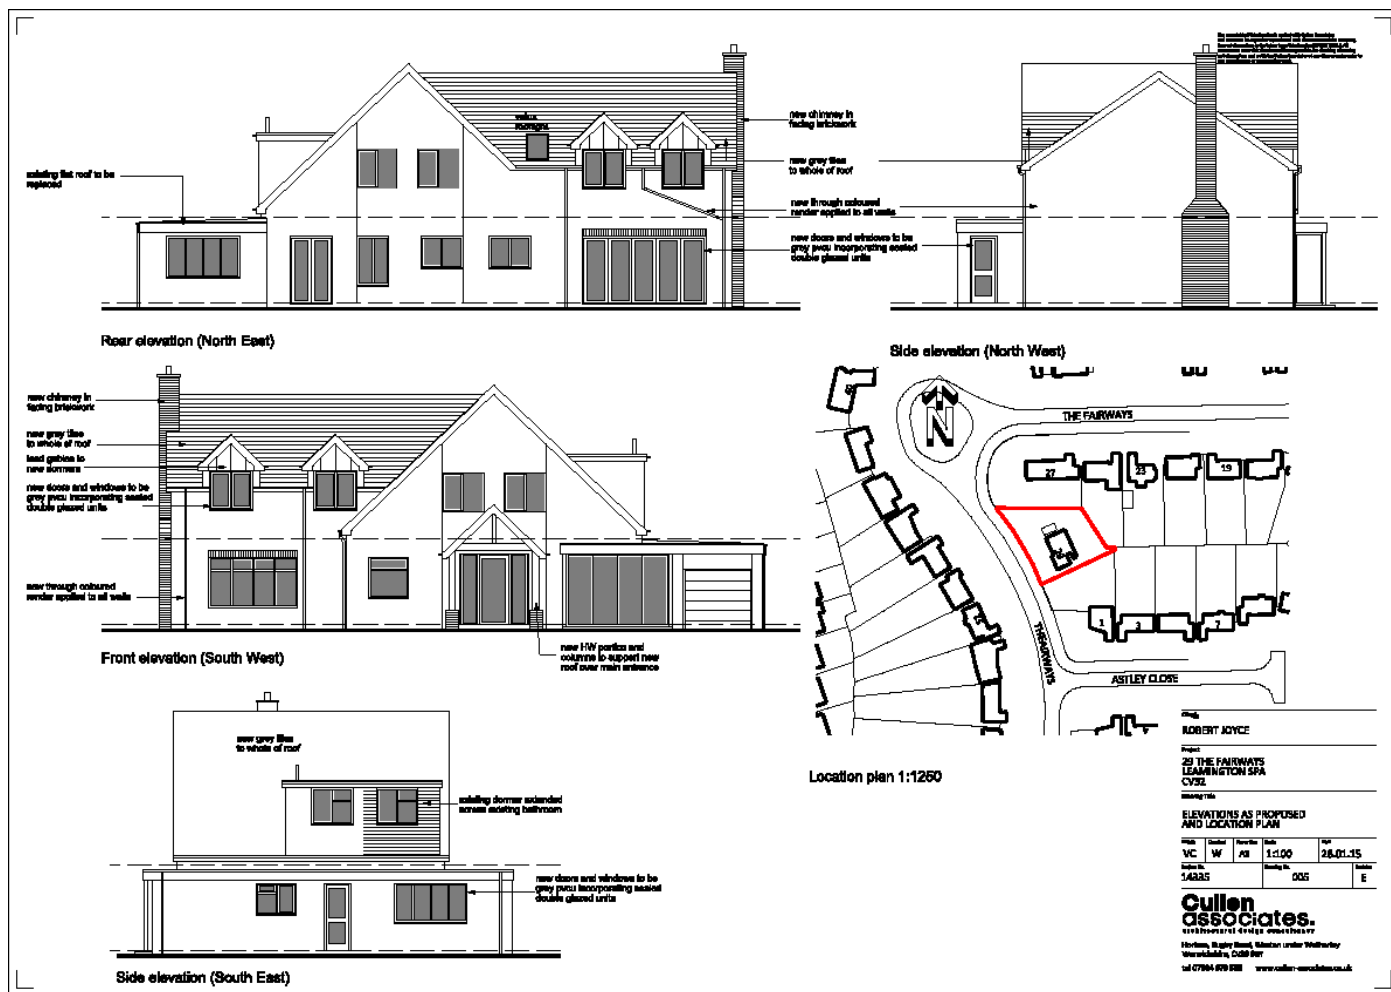 velux
rooflight
existing flat roof to be
replaced
new chimney in
facing brickwork
new grey tiles
to whole of roof
new through coloured
render applied to all walls
new doors and windows to be
grey pvcu incorporating sealed
double glazed units
Rear elevation (North East)
Side elevation (North West)
new chimney in
facing brickwork
new grey tiles
to whole of roof
lead gables to
new dormers
new doors and windows to be
grey pvcu incorporating sealed
double glazed units
new through coloured
render applied to all walls
new HW portico and
columns to support new
roof over main entrance
Front elevation (South West)
N
THE FAIRWAYS
27
23
19
1
3
7
ASTLEY CLOSE
Location plan 1:1250
new grey tiles
to whole of roof
existing dormer extended
across existing bathroom
new doors and windows to be
grey pvcu incorporating sealed
double glazed units
Side elevation (South East)
Client
ROBERT JOYCE
Project
29 THE FAIRWAYS
LEAMINGTON SPA
CV32
Drawing Title
ELEVATIONS AS PROPOSED
AND LOCATION PLAN
VC W A3 1:100 28.01.15
005 E
Cullen
associates.
architectural design consultancy
www.cullen-associates.co.uk